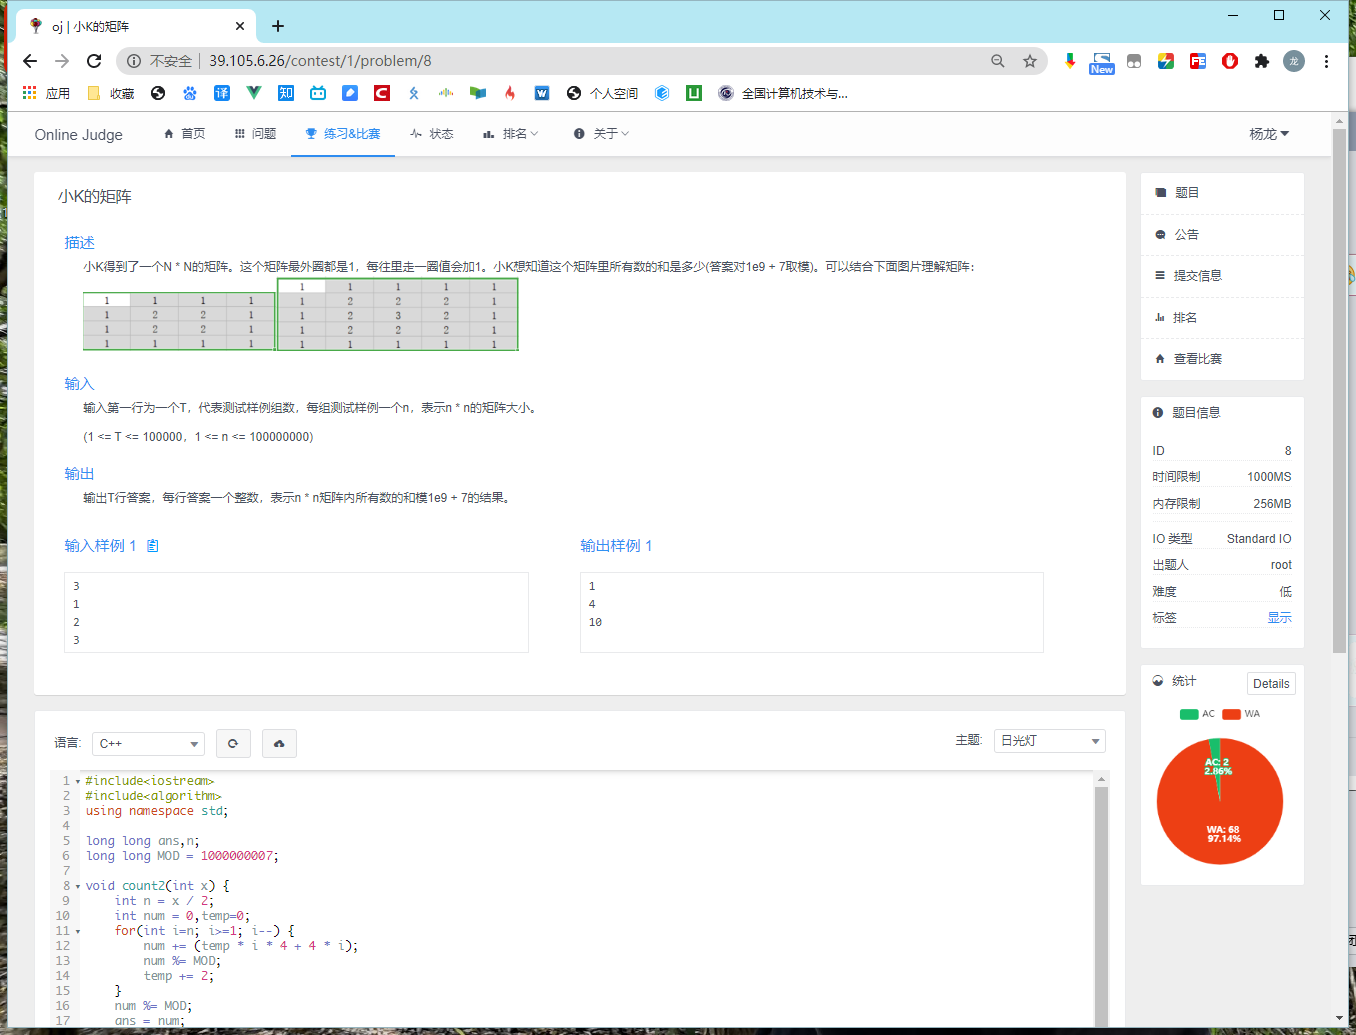 oj | 小K的矩阵
不安全 39.105.6.26/contest/1/problem/8
New
应用 收藏 译 知 个人空间 全国计算机技术与...
Online Judge 首页 问题 练习&比赛 状态 排名 关于 杨龙
小K的矩阵
描述
小K得到了一个N * N的矩阵。这个矩阵最外圈都是1，每往里走一圈值会加1。小K想知道这个矩阵里所有数的和是多少(答案对1e9 + 7取模)。可以结合下面图片理解矩阵：
1 1 1 1
1 2 2 1
1 2 2 1
1 1 1 1
1 1 1 1 1
1 2 2 2 1
1 2 3 2 1
1 2 2 2 1
1 1 1 1 1
输入
输入第一行为一个T，代表测试样例组数，每组测试样例一个n，表示n * n的矩阵大小。
(1 <= T <= 100000，1 <= n <= 100000000)
输出
输出T行答案，每行答案一个整数，表示n * n矩阵内所有数的和模1e9 + 7的结果。
输入样例 1
3
1
2
3
输出样例 1
1
4
10
语言: C++
主题: 日光灯
1 #include<iostream>
2 #include<algorithm>
3 using namespace std;
4
5 long long ans,n;
6 long long MOD = 1000000007;
7
8 void count2(int x) {
9 int n = x / 2;
10 int num = 0,temp=0;
11 for(int i=n; i>=1; i--) {
12 num += (temp * i * 4 + 4 * i);
13 num %= MOD;
14 temp += 2;
15 }
16 num %= MOD;
17 ans = num;
题目
公告
提交信息
排名
查看比赛
题目信息
ID 8
时间限制 1000MS
内存限制 256MB
IO 类型 Standard IO
出题人 root
难度 低
标签 显示
统计 Details
AC WA
AC: 2
2.86%
WA: 68
97.14%